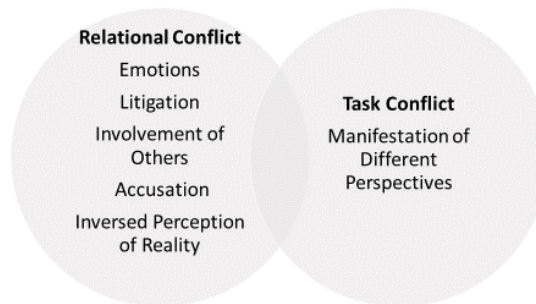 Relational Conflict
Emotions
Litigation
Involvement of
Others
Accusation
Inversed Perception
of Reality
Task Conflict
Manifestation of
Different
Perspectives